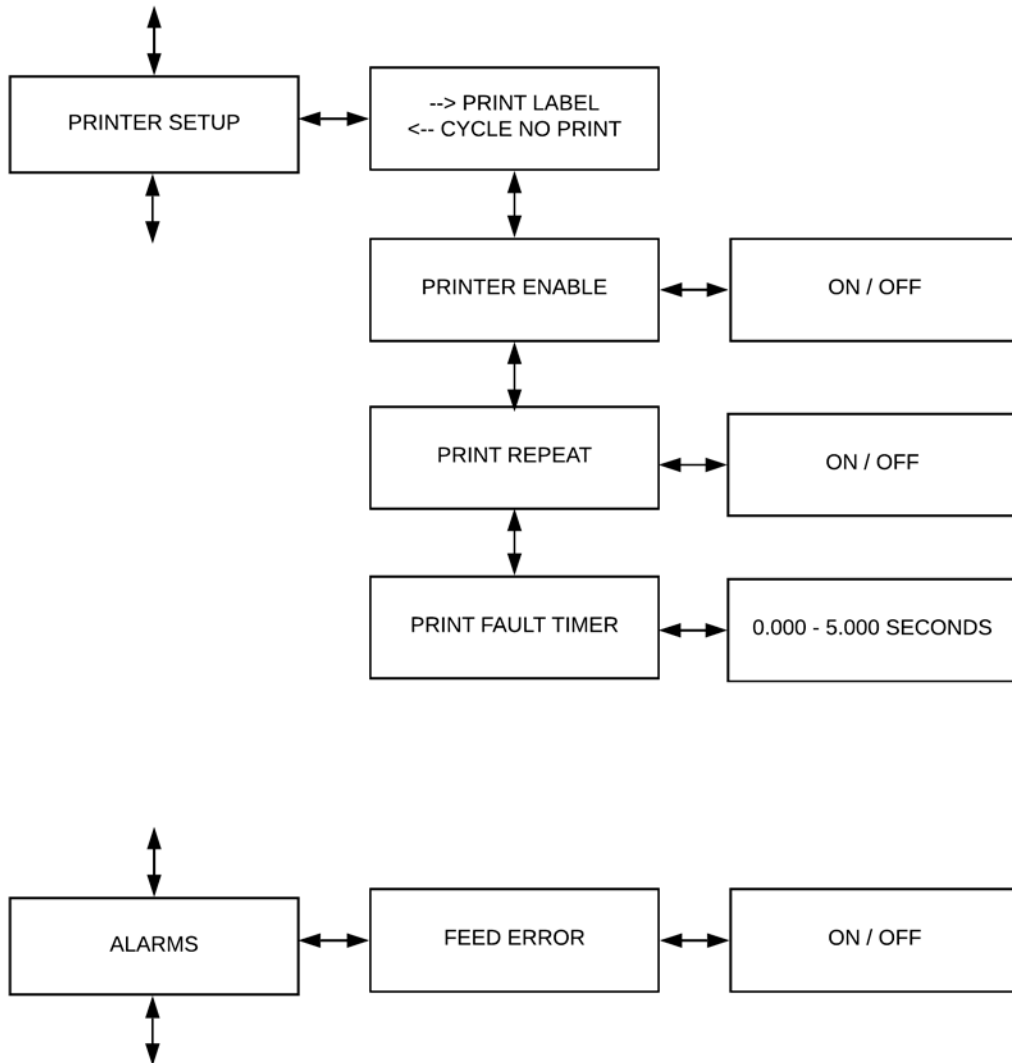 PRINTER SETUP
--> PRINT LABEL
<-- CYCLE NO PRINT
PRINTER ENABLE
ON / OFF
PRINT REPEAT
ON / OFF
PRINT FAULT TIMER
0.000 - 5.000 SECONDS
ALARMS
FEED ERROR
ON / OFF